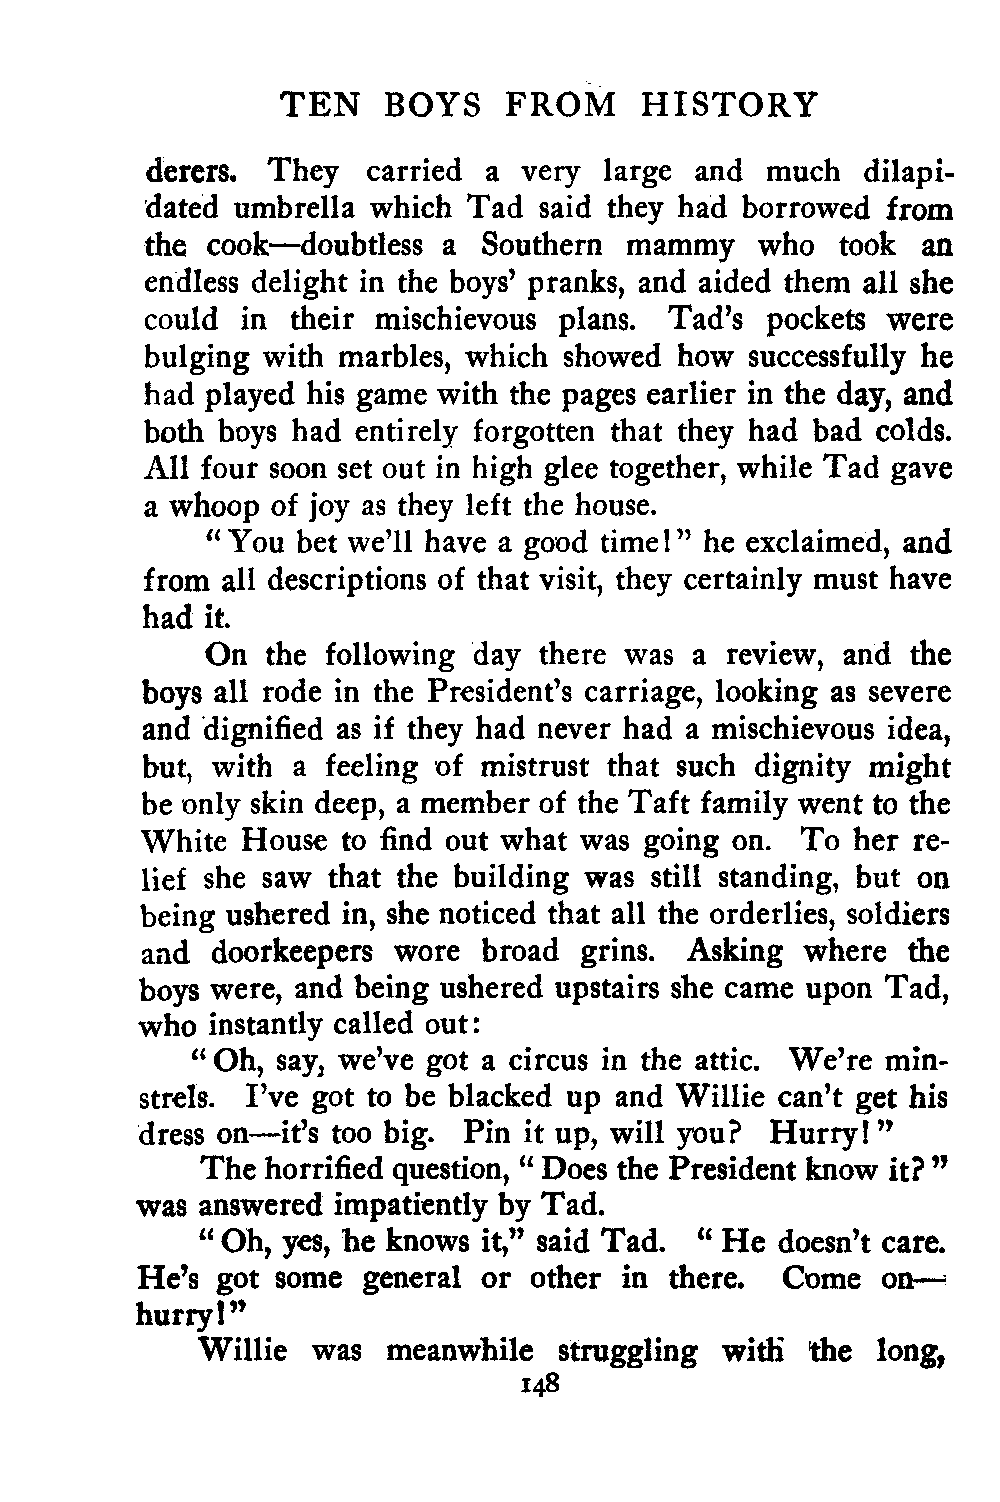 TEN BOYS FROM HISTORY
derers. They carried a very large and much dilapi-
dated umbrella which Tad said they had borrowed from
the cook—doubtless a Southern mammy who took an
endless delight in the boys' pranks, and aided them all she
could in their mischievous plans. Tad's pockets were
bulging with marbles, which showed how successfully he
had played his game with the pages earlier in the day, and
both boys had entirely forgotten that they had bad colds.
All four soon set out in high glee together, while Tad gave
a whoop of joy as they left the house.
"You bet we'll have a good time!" he exclaimed, and
from all descriptions of that visit, they certainly must have
had it.
On the following day there was a review, and the
boys all rode in the President's carriage, looking as severe
and dignified as if they had never had a mischievous idea,
but, with a feeling of mistrust that such dignity might
be only skin deep, a member of the Taft family went to the
White House to find out what was going on. To her re-
lief she saw that the building was still standing, but on
being ushered in, she noticed that all the orderlies, soldiers
and doorkeepers wore broad grins. Asking where the
boys were, and being ushered upstairs she came upon Tad,
who instantly called out:
"Oh, say, we've got a circus in the attic. We're min-
strels. I've got to be blacked up and Willie can't get his
dress on—it's too big. Pin it up, will you? Hurry!"
The horrified question, "Does the President know it?"
was answered impatiently by Tad.
"Oh, yes, he knows it," said Tad. "He doesn't care.
He's got some general or other in there. Come on—
hurry!"
Willie was meanwhile struggling with the long,
148